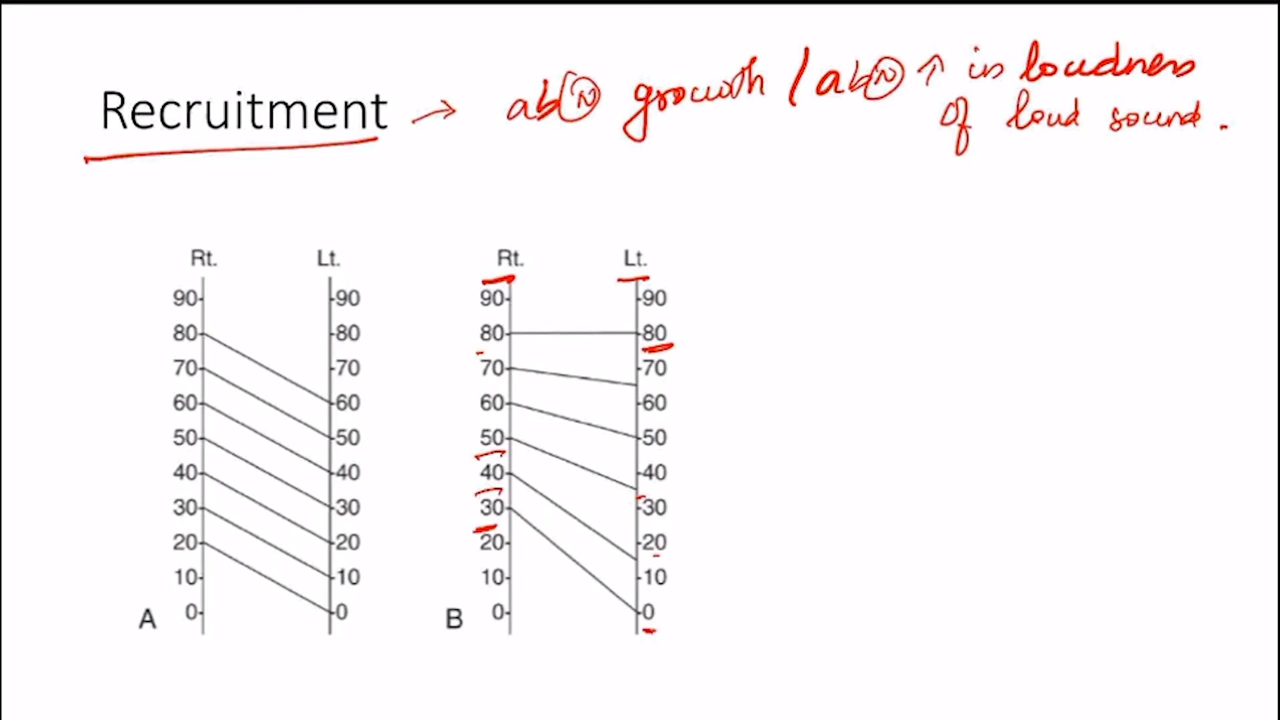 Recruitment → abⓃ growth / abⓃ ↑ in loudness
of loud sound.
Rt. Lt. Rt. Lt.
90 90 90 90
80 80 80 80
70 70 70 70
60 60 60 60
50 50 50 50
40 40 40 40
30 30 30 30
20 20 20 20
10 10 10 10
A 0 0 B 0 0